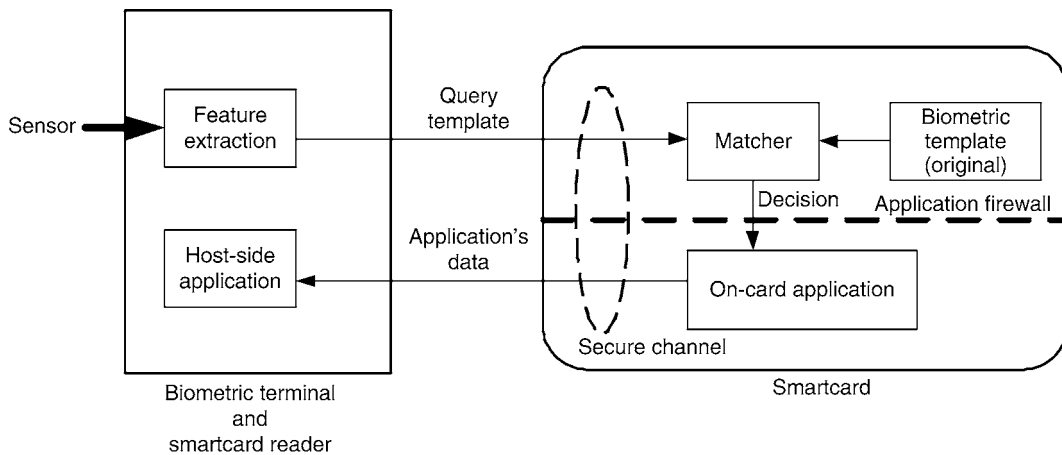 Sensor
Feature
extraction
Query
template
Matcher
Biometric
template
(original)
Decision
Application firewall
Host-side
application
Application's
data
On-card application
Secure channel
Smartcard
Biometric terminal
and
smartcard reader